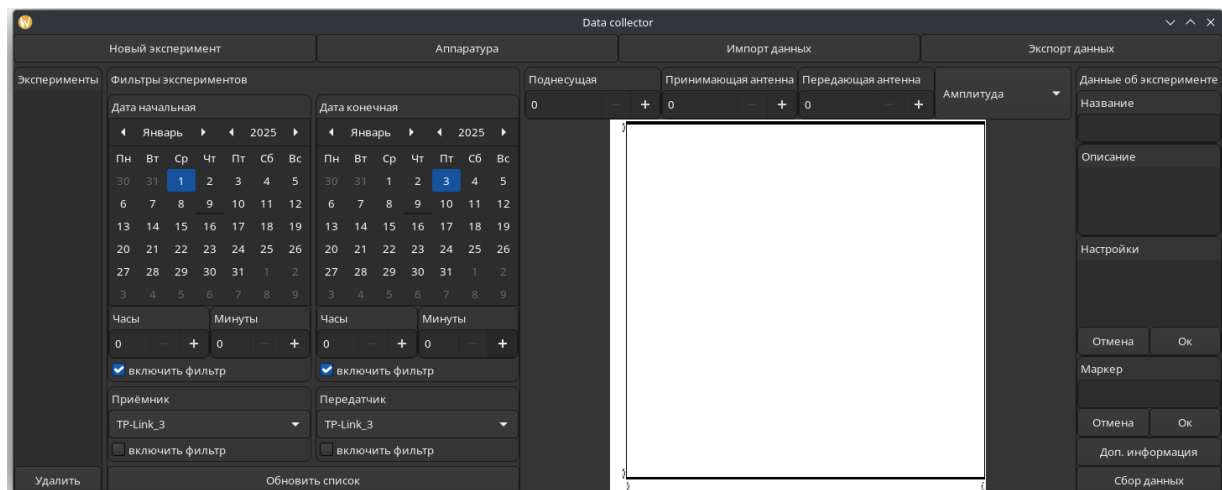 Data collector
Новый эксперимент Аппаратура Импорт данных Экспорт данных
Эксперименты
Удалить
Фильтры экспериментов
Дата начальная
Январь 2025
Пн Вт Ср Чт Пт Сб Вс
30 31 1 2 3 4 5
6 7 8 9 10 11 12
13 14 15 16 17 18 19
20 21 22 23 24 25 26
27 28 29 30 31 1 2
3 4 5 6 7 8 9
Часы Минуты
0 − + 0 − +
включить фильтр
Дата конечная
Январь 2025
Пн Вт Ср Чт Пт Сб Вс
30 31 1 2 3 4 5
6 7 8 9 10 11 12
13 14 15 16 17 18 19
20 21 22 23 24 25 26
27 28 29 30 31 1 2
3 4 5 6 7 8 9
Часы Минуты
0 − + 0 − +
включить фильтр
Приёмник
TP-Link_3
включить фильтр
Передатчик
TP-Link_3
включить фильтр
Обновить список
Поднесущая Принимающая антенна Передающая антенна
0 − + 0 − + 0 − +
Амплитуда
Данные об эксперименте
Название
Описание
Настройки
Отмена Ок
Маркер
Отмена Ок
Доп. информация
Сбор данных